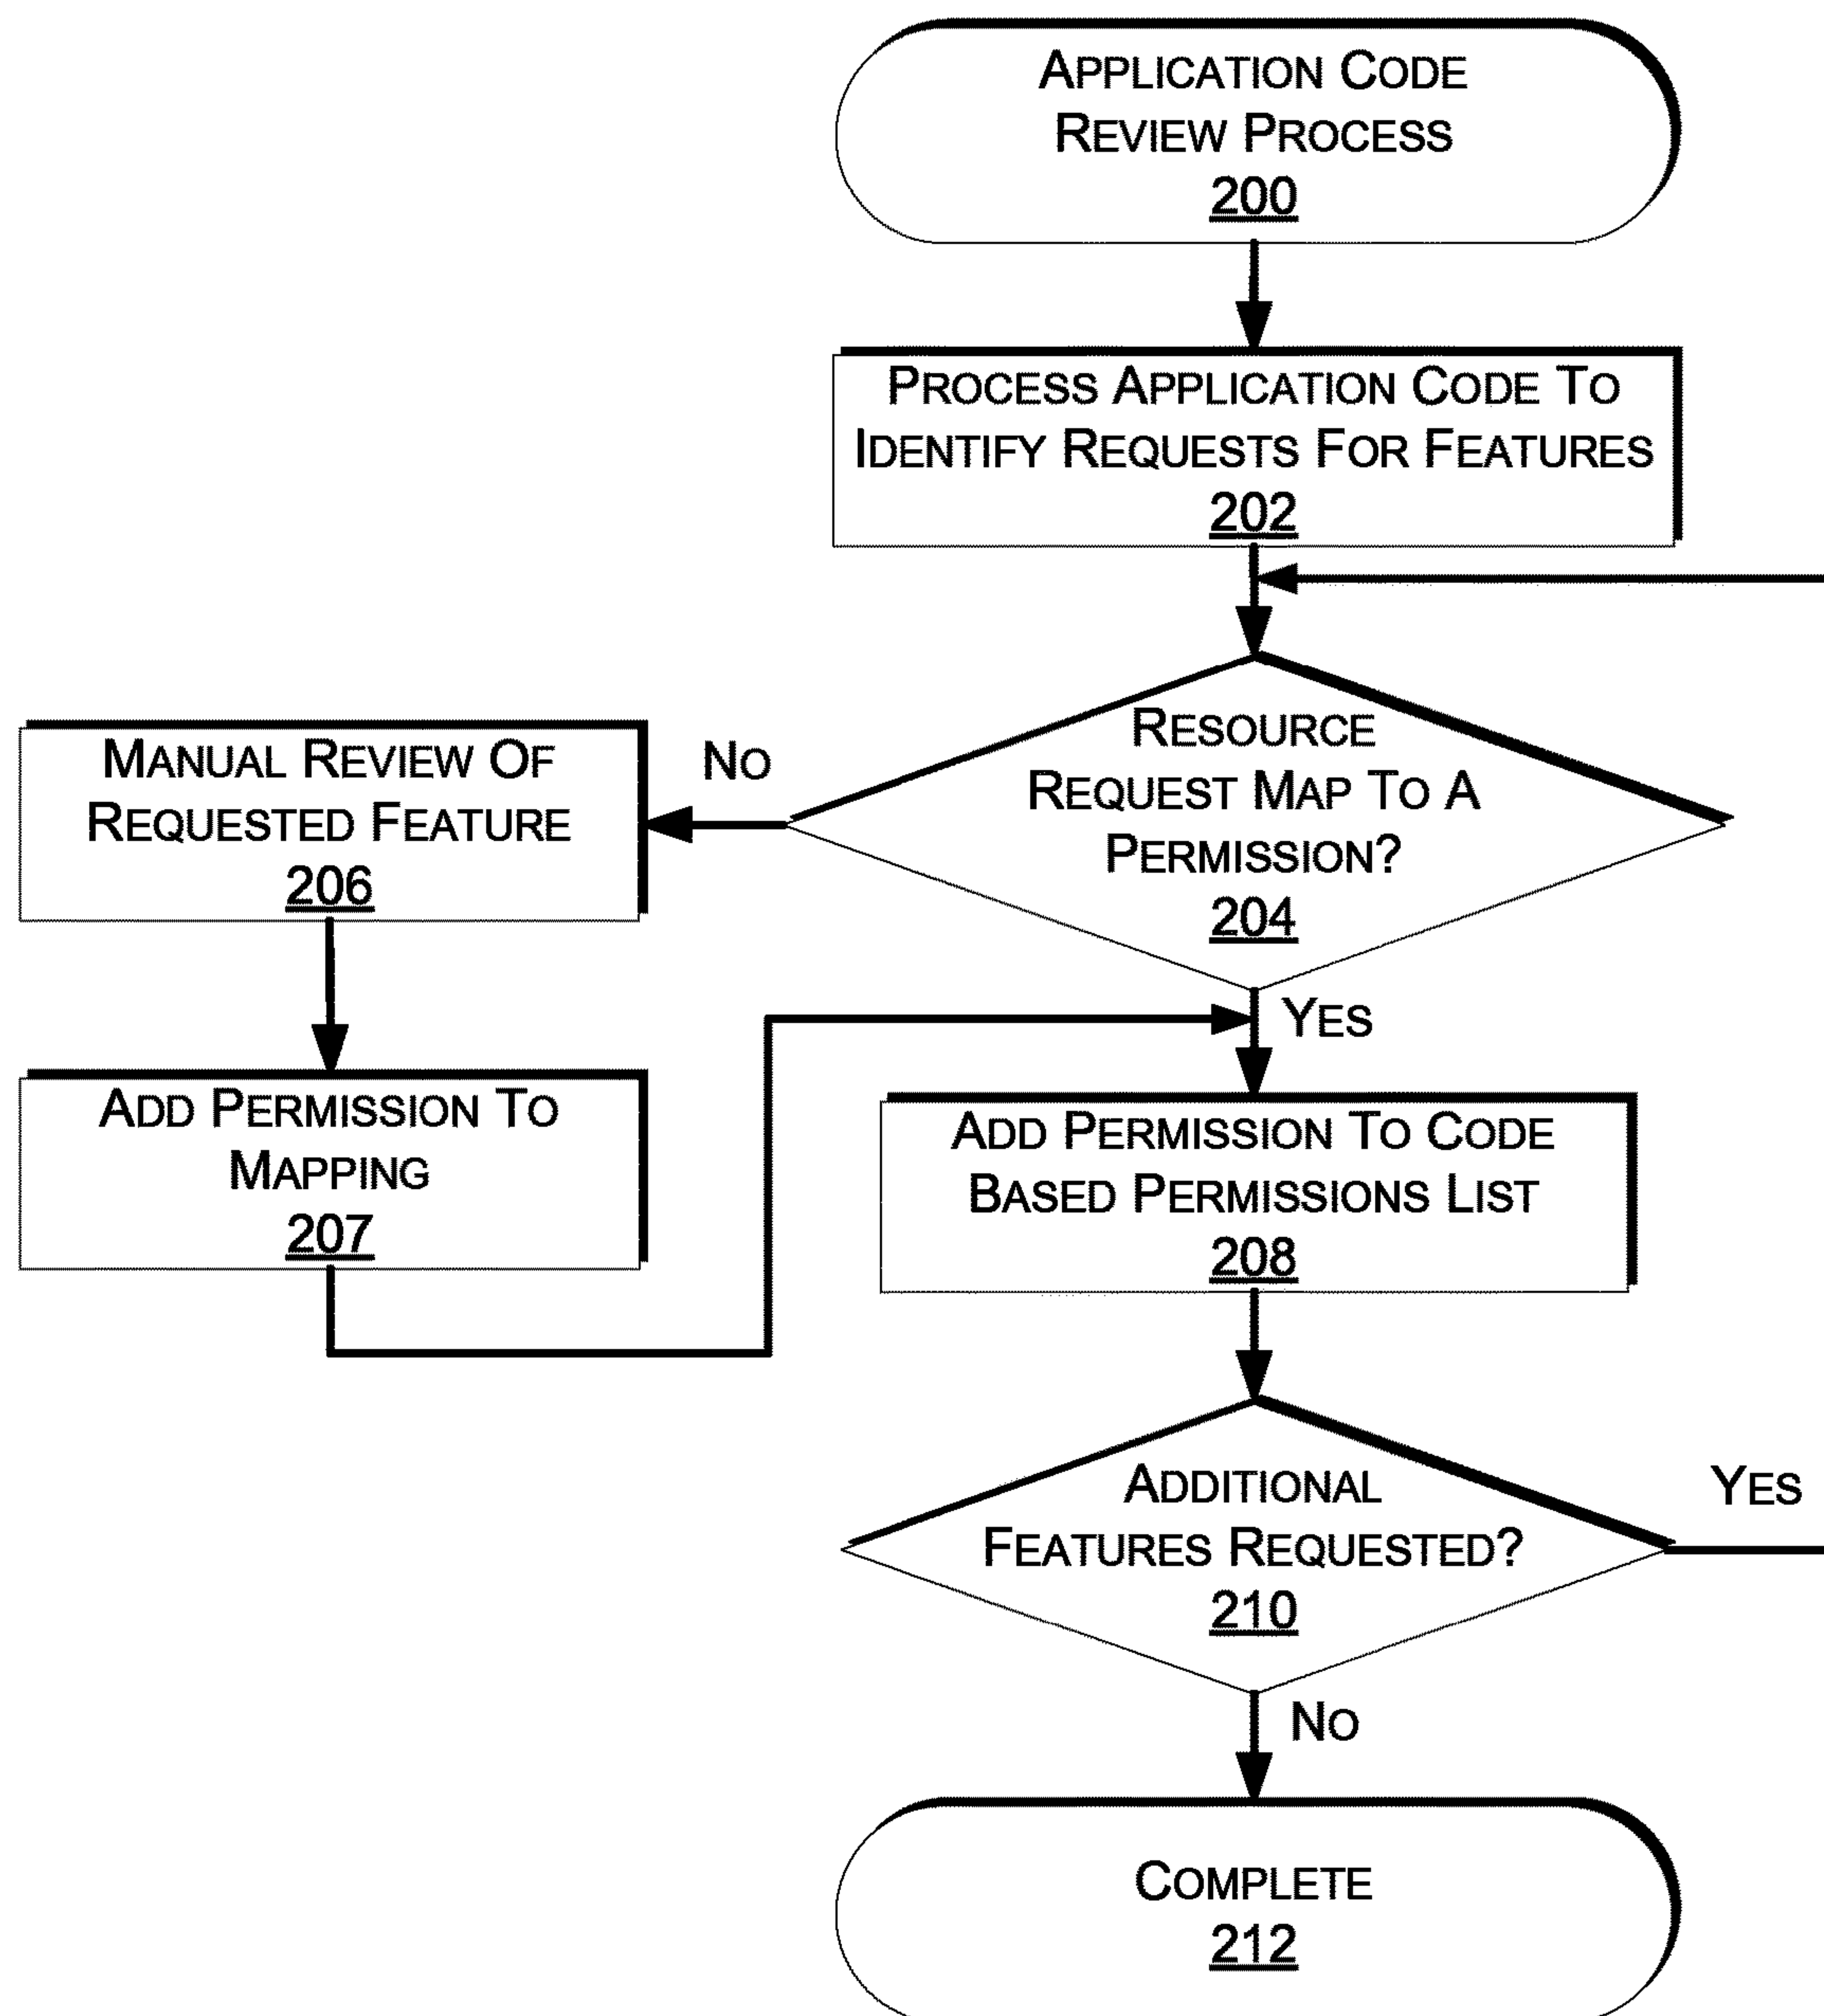 APPLICATION CODE
REVIEW PROCESS
200
PROCESS APPLICATION CODE TO
IDENTIFY REQUESTS FOR FEATURES
202
RESOURCE
REQUEST MAP TO A
PERMISSION?
204
NO
MANUAL REVIEW OF
REQUESTED FEATURE
206
YES
ADD PERMISSION TO
MAPPING
207
ADD PERMISSION TO CODE
BASED PERMISSIONS LIST
208
ADDITIONAL
FEATURES REQUESTED?
210
YES
NO
COMPLETE
212